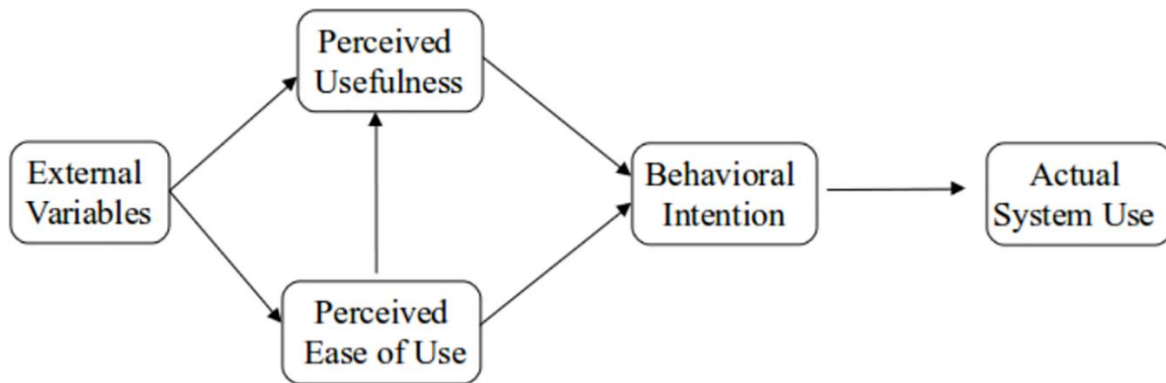 Perceived
Usefulness
External
Variables
Behavioral
Intention
Actual
System Use
Perceived
Ease of Use